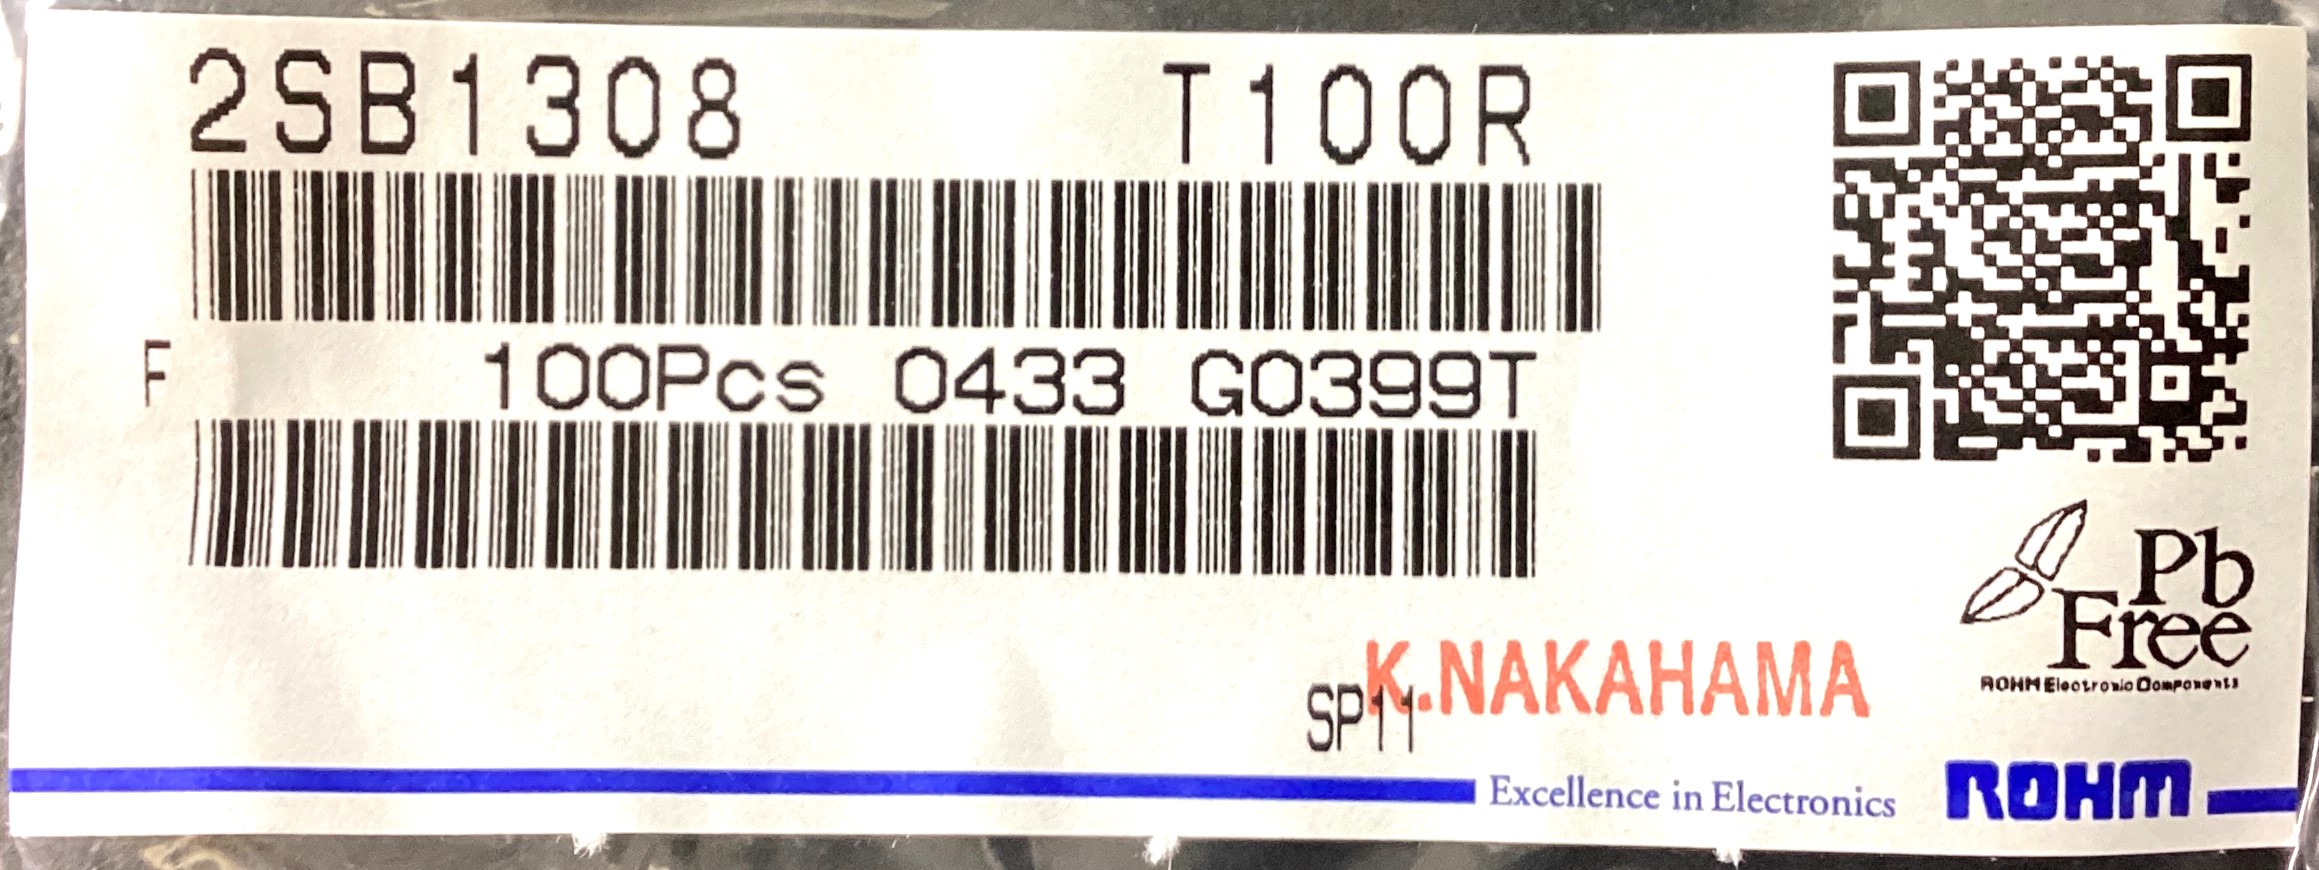 2SB1308 T100R
F 100Pcs 0433 G0399T
Pb
Free
ROHM Electronic Components
K.NAKAHAMA
SP11
Excellence in Electronics ROHM